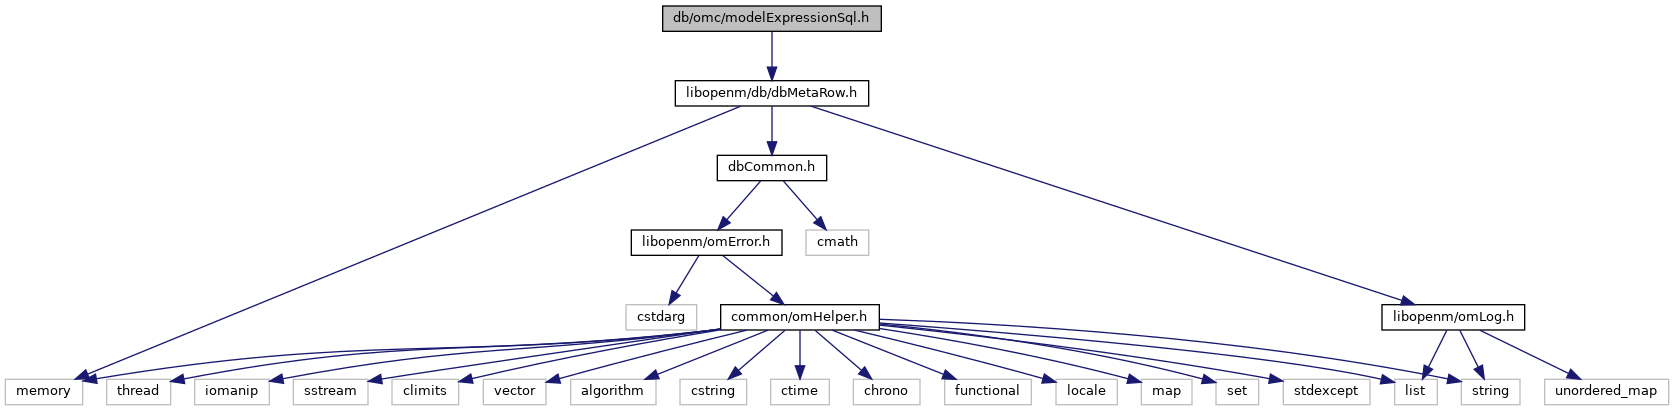 db/omc/modelExpressionSql.h
libopenm/db/dbMetaRow.h
dbCommon.h
libopenm/omError.h
cmath
cstdarg
common/omHelper.h
libopenm/omLog.h
memory
thread
iomanip
sstream
climits
vector
algorithm
cstring
ctime
chrono
functional
locale
map
set
stdexcept
list
string
unordered_map